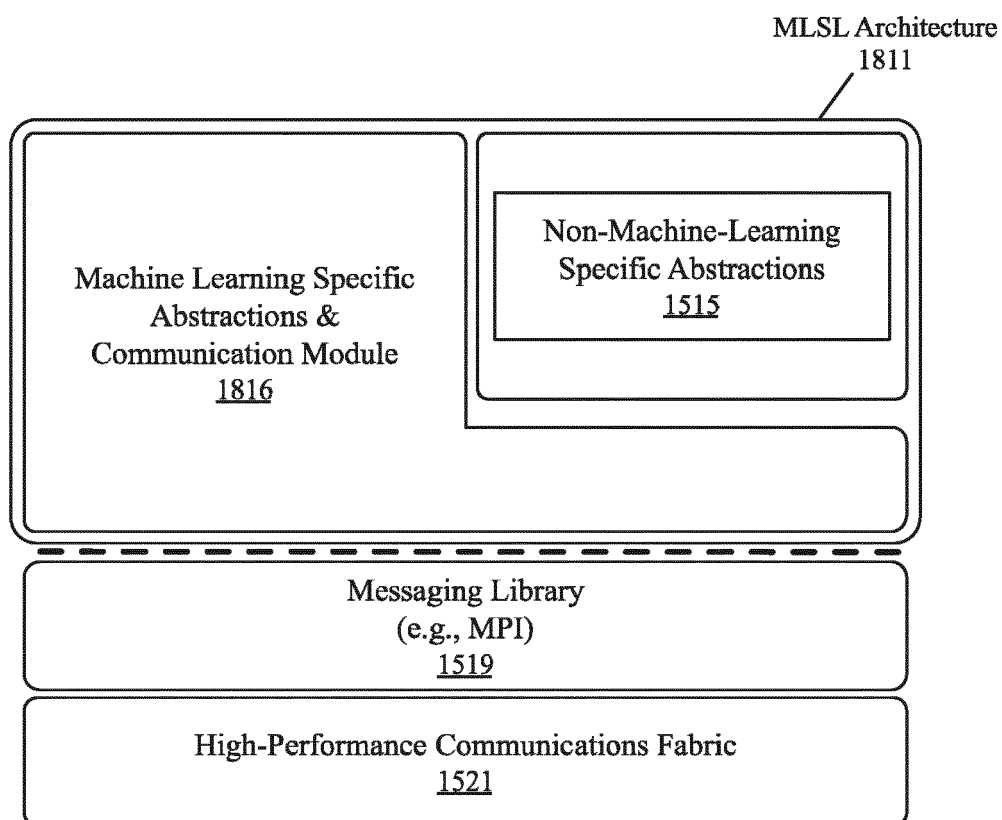 MLSL Architecture
1811
Machine Learning Specific
Abstractions &
Communication Module
1816
Non-Machine-Learning
Specific Abstractions
1515
Messaging Library
(e.g., MPI)
1519
High-Performance Communications Fabric
1521